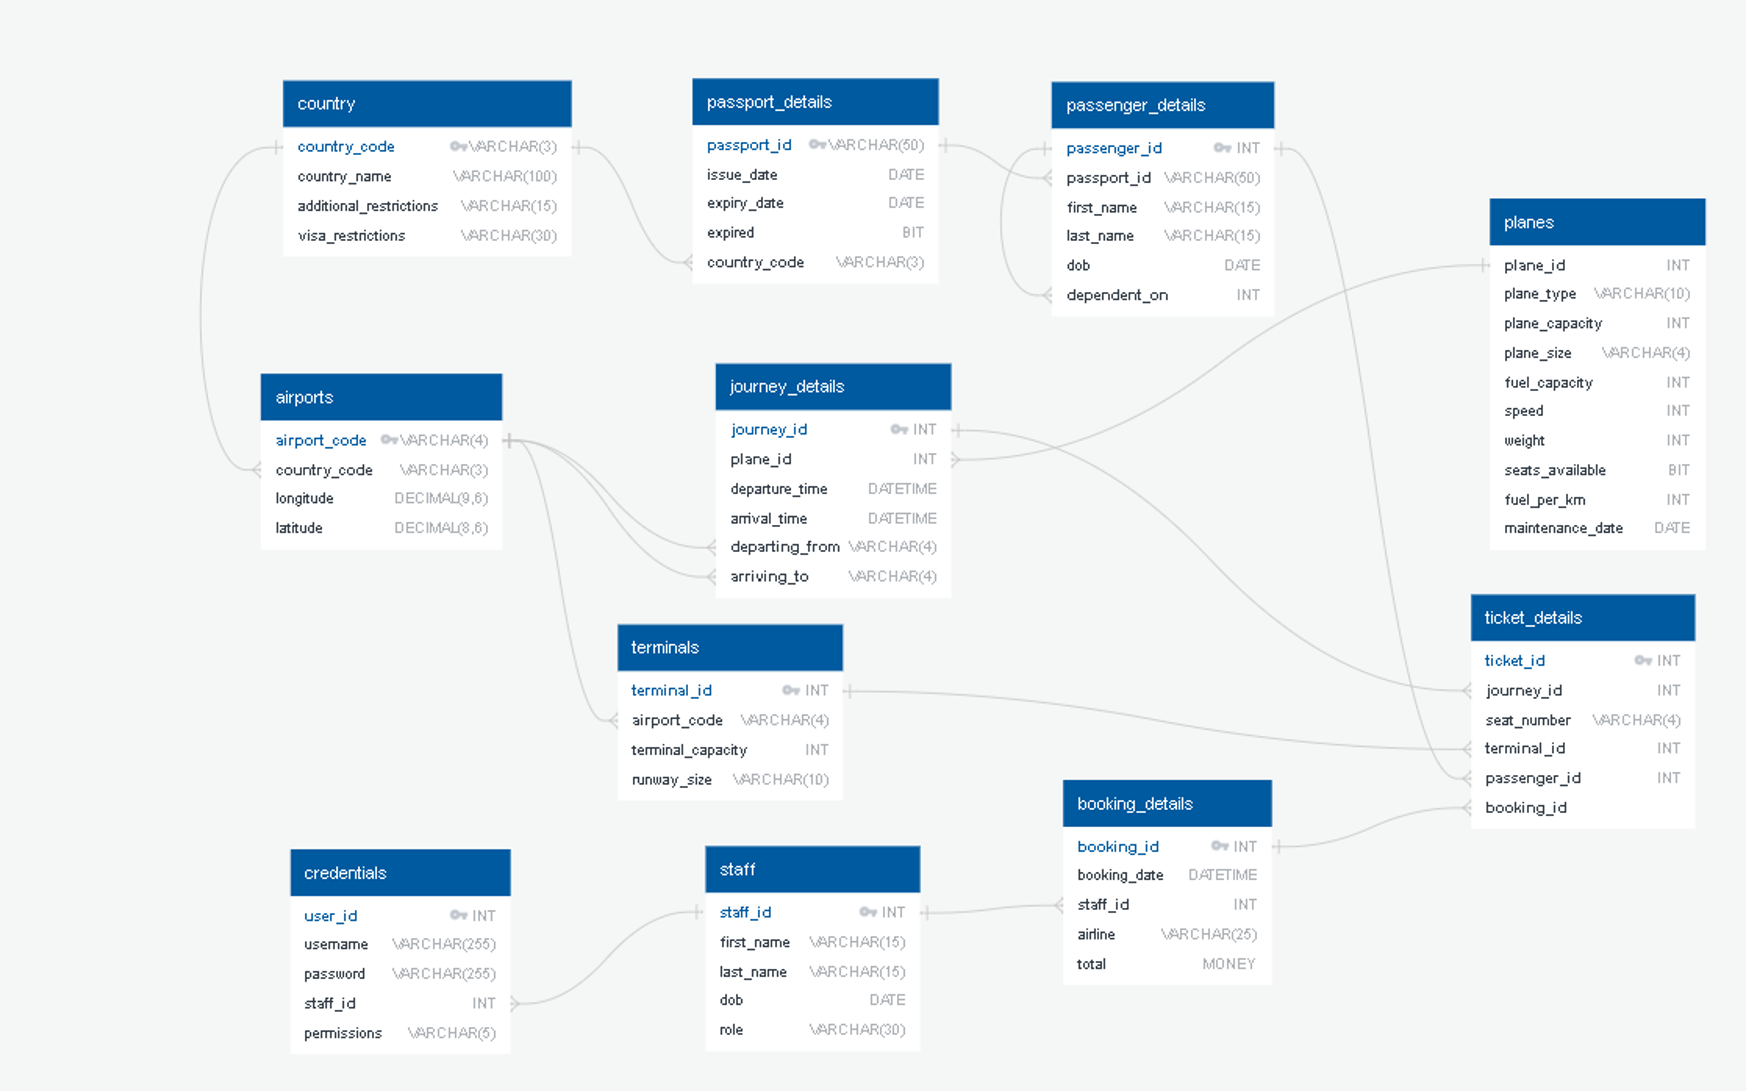 country
country_code VARCHAR(3)
country_name VARCHAR(100)
additional_restrictions VARCHAR(15)
visa_restrictions VARCHAR(30)
passport_details
passport_id VARCHAR(50)
issue_date DATE
expiry_date DATE
expired BIT
country_code VARCHAR(3)
passenger_details
passenger_id INT
passport_id VARCHAR(50)
first_name VARCHAR(15)
last_name VARCHAR(15)
dob DATE
dependent_on INT
planes
plane_id INT
plane_type VARCHAR(10)
plane_capacity INT
plane_size VARCHAR(4)
fuel_capacity INT
speed INT
weight INT
seats_available BIT
fuel_per_km INT
maintenance_date DATE
airports
airport_code VARCHAR(4)
country_code VARCHAR(3)
longitude DECIMAL(9,6)
latitude DECIMAL(8,6)
journey_details
journey_id INT
plane_id INT
departure_time DATETIME
arrival_time DATETIME
departing_from VARCHAR(4)
arriving_to VARCHAR(4)
terminals
terminal_id INT
airport_code VARCHAR(4)
terminal_capacity INT
runway_size VARCHAR(10)
ticket_details
ticket_id INT
journey_id INT
seat_number VARCHAR(4)
terminal_id INT
passenger_id INT
booking_id
booking_details
booking_id INT
booking_date DATETIME
staff_id INT
airline VARCHAR(25)
total MONEY
credentials
user_id INT
username VARCHAR(255)
password VARCHAR(255)
staff_id INT
permissions VARCHAR(5)
staff
staff_id INT
first_name VARCHAR(15)
last_name VARCHAR(15)
dob DATE
role VARCHAR(30)